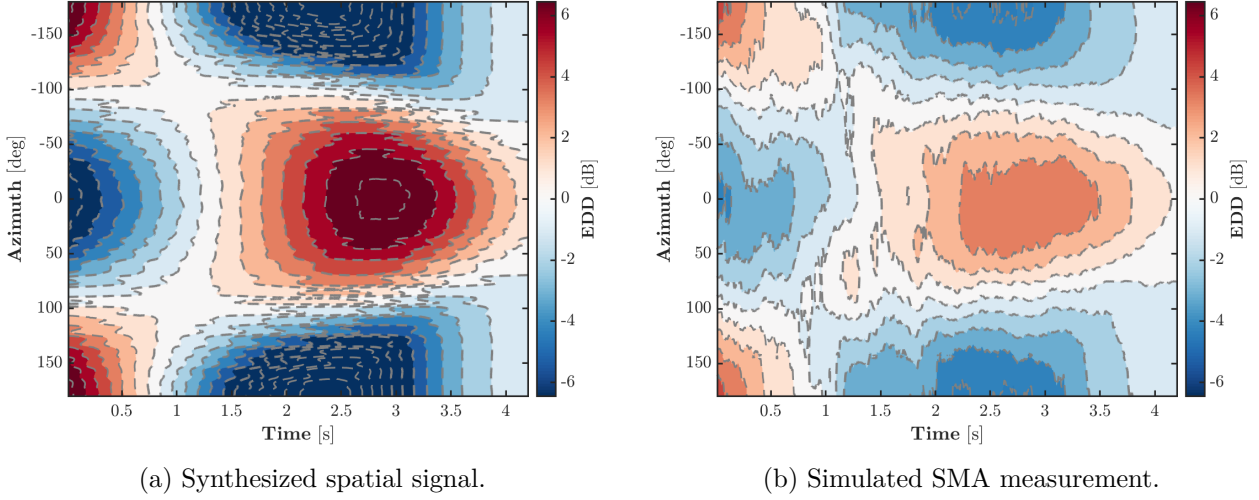 -150
-100
-50
0
50
100
150
Azimuth [deg]
0.5 1 1.5 2 2.5 3 3.5 4
Time [s]
6
4
2
0
-2
-4
-6
EDD [dB]
(a) Synthesized spatial signal.
-150
-100
-50
0
50
100
150
Azimuth [deg]
0.5 1 1.5 2 2.5 3 3.5 4
Time [s]
6
4
2
0
-2
-4
-6
EDD [dB]
(b) Simulated SMA measurement.